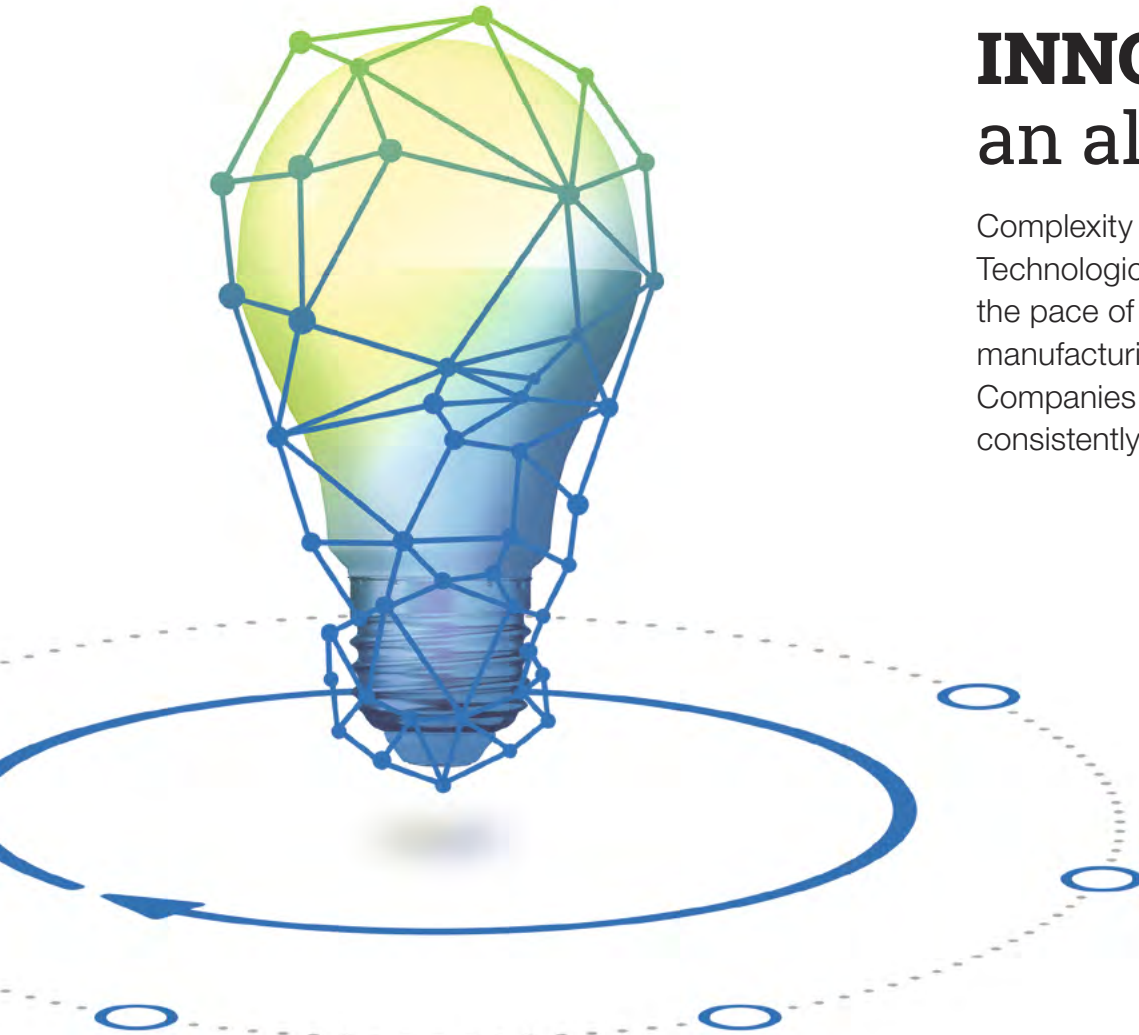 INNO
an al
Complexity
Technologic
the pace of
manufacturi
Companies
consistently